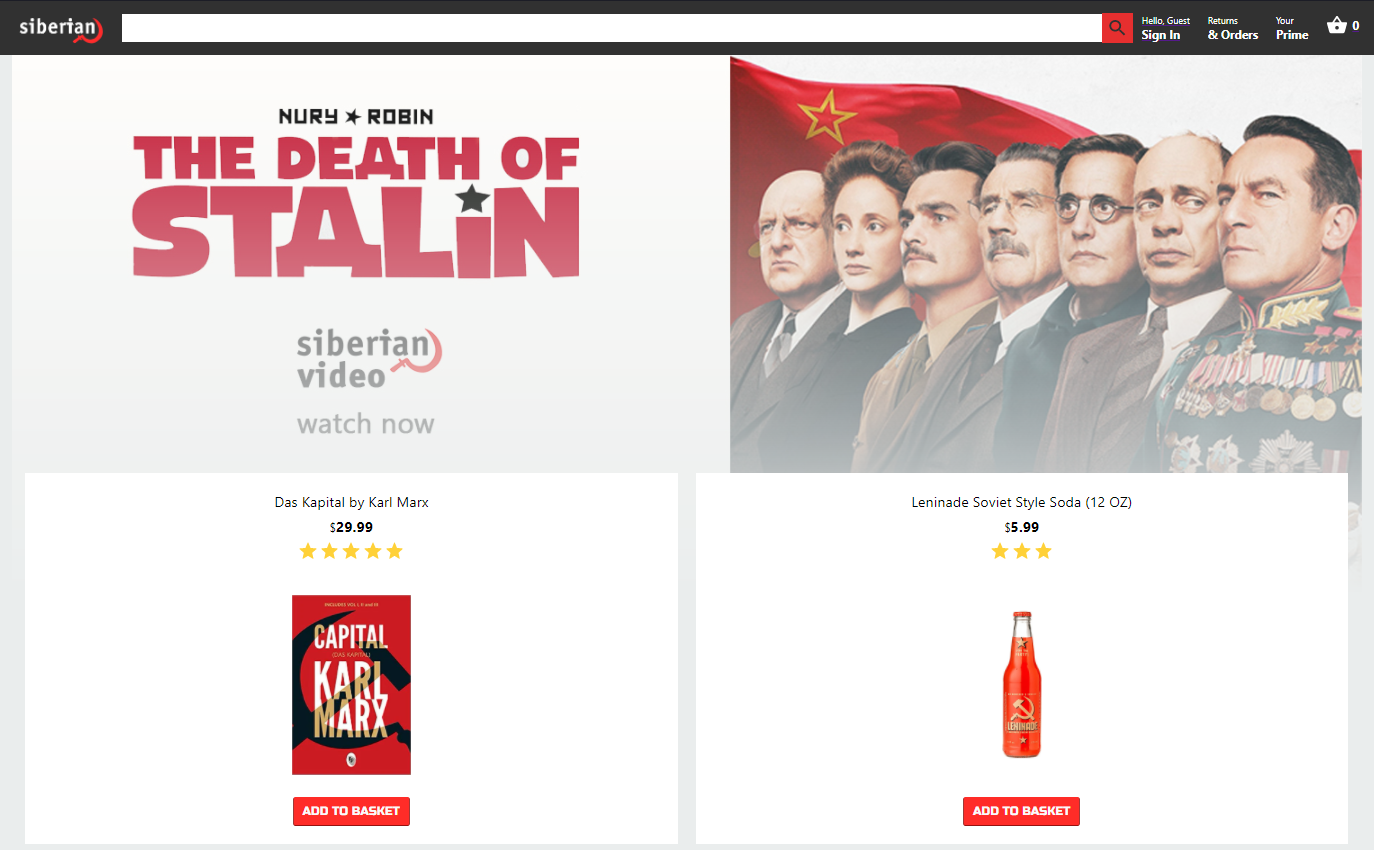 siberian
Hello, Guest
Sign In
Returns
& Orders
Your
Prime
0
NURY ★ ROBIN
THE DEATH OF
STALIN
siberian
video
watch now
Das Kapital by Karl Marx
$29.99
INCLUDES VOL I, II and III
CAPITAL
(DAS KAPITAL)
KARL
MARX
ADD TO BASKET
Leninade Soviet Style Soda (12 OZ)
$5.99
LENINADE
ADD TO BASKET